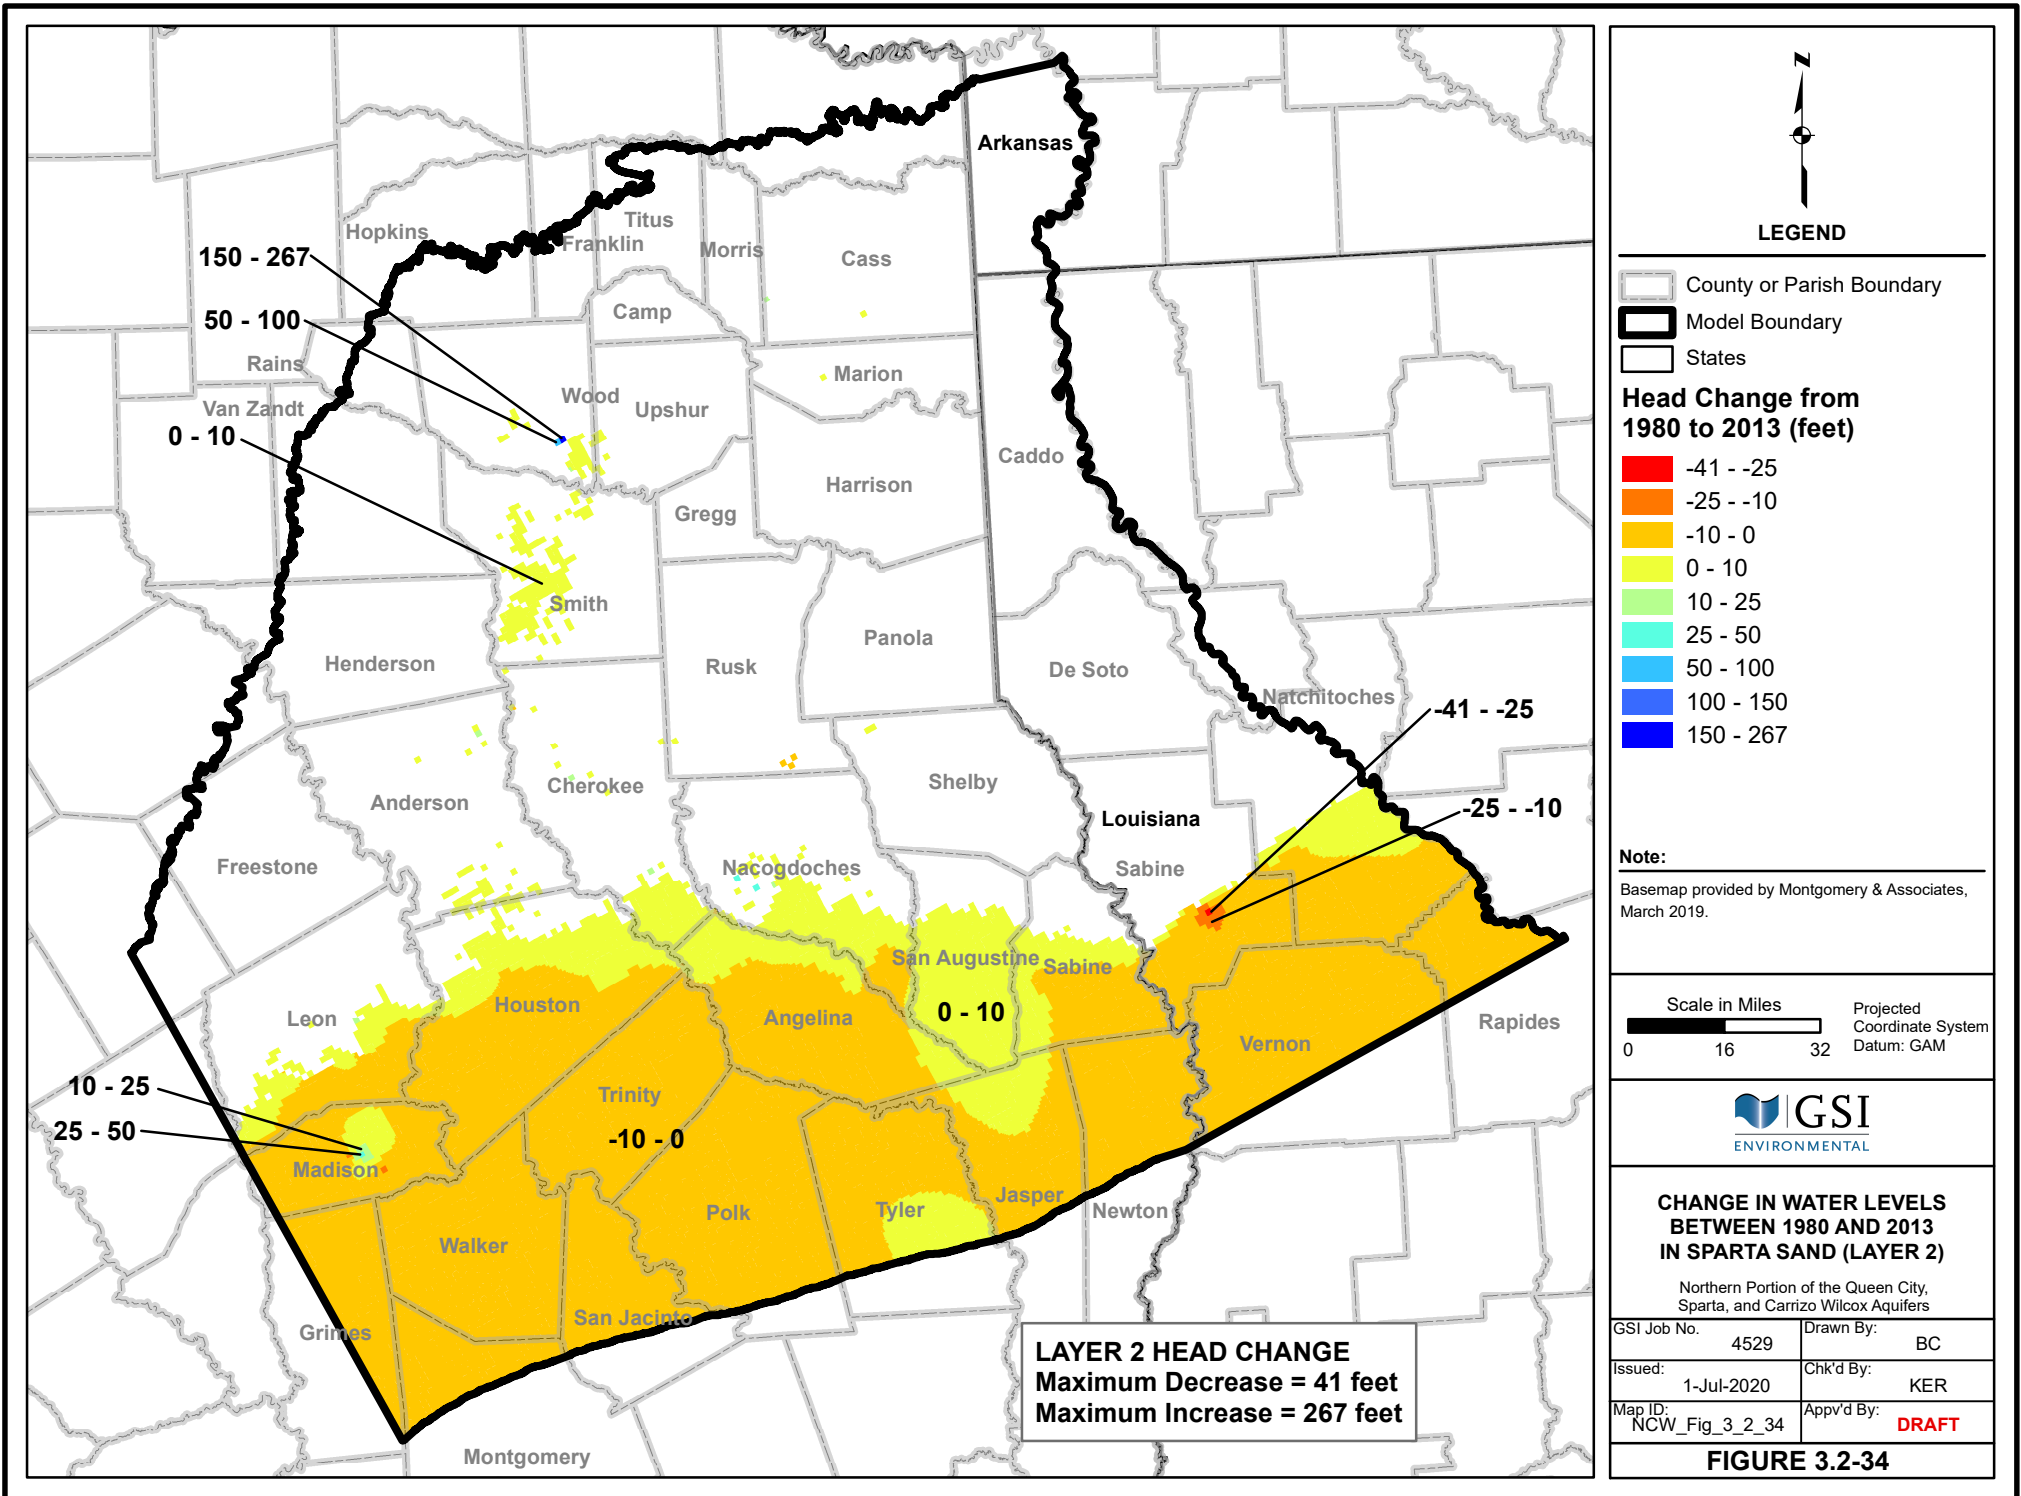 Arkansas
Hopkins
Titus
Franklin
Morris
Cass
150 - 267
50 - 100
Camp
Rains
Marion
Van Zandt
Wood
Upshur
0 - 10
Caddo
Harrison
Gregg
Smith
Panola
Henderson
Rusk
De Soto
Natchitoches
-41 - -25
Cherokee
Shelby
Anderson
-25 - -10
Louisiana
Freestone
Nacogdoches
Sabine
San Augustine
Sabine
Houston
Leon
0 - 10
Angelina
Rapides
Vernon
10 - 25
Trinity
25 - 50
-10 - 0
Madison
Jasper
Polk
Tyler
Newton
Walker
San Jacinto
Grimes
Montgomery
LAYER 2 HEAD CHANGE
Maximum Decrease = 41 feet
Maximum Increase = 267 feet
N
LEGEND
County or Parish Boundary
Model Boundary
States
Head Change from
1980 to 2013 (feet)
-41 - -25
-25 - -10
-10 - 0
0 - 10
10 - 25
25 - 50
50 - 100
100 - 150
150 - 267
Note:
Basemap provided by Montgomery & Associates,
March 2019.
Scale in Miles
0 16 32
Projected
Coordinate System
Datum: GAM
GSI
ENVIRONMENTAL
CHANGE IN WATER LEVELS
BETWEEN 1980 AND 2013
IN SPARTA SAND (LAYER 2)
Northern Portion of the Queen City,
Sparta, and Carrizo Wilcox Aquifers
GSI Job No. 4529
Drawn By: BC
Issued: 1-Jul-2020
Chk'd By: KER
Map ID: NCW_Fig_3_2_34
Appv'd By: DRAFT
FIGURE 3.2-34